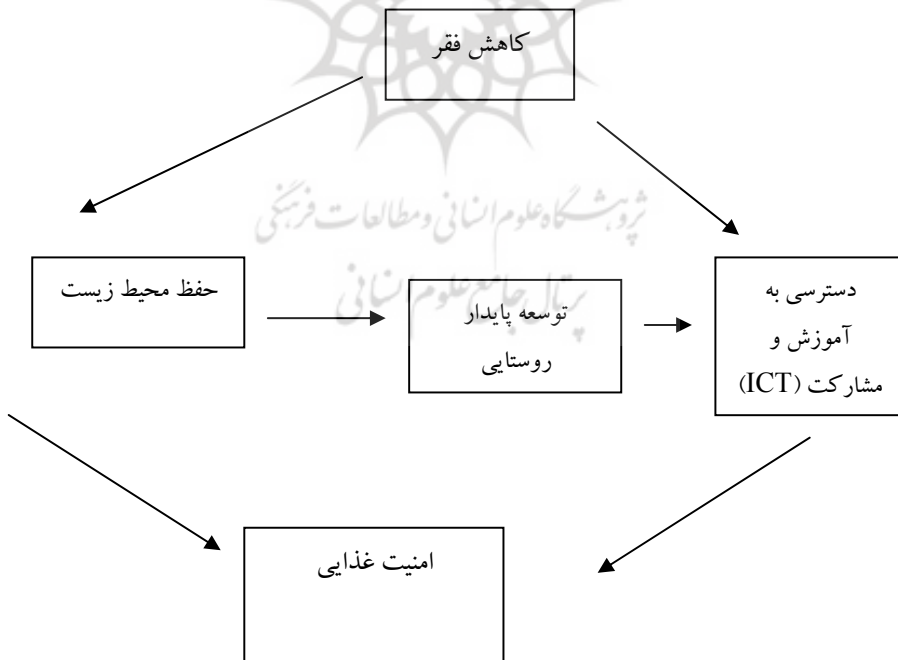 کاهش فقر
پژوهشگاه علوم انسانی و مطالعات فرهنگی
پرتال جامع علوم انسانی
حفظ محیط زیست
توسعه پایدار
روستایی
دسترسی به
آموزش و
مشارکت (ICT)
امنیت غذایی